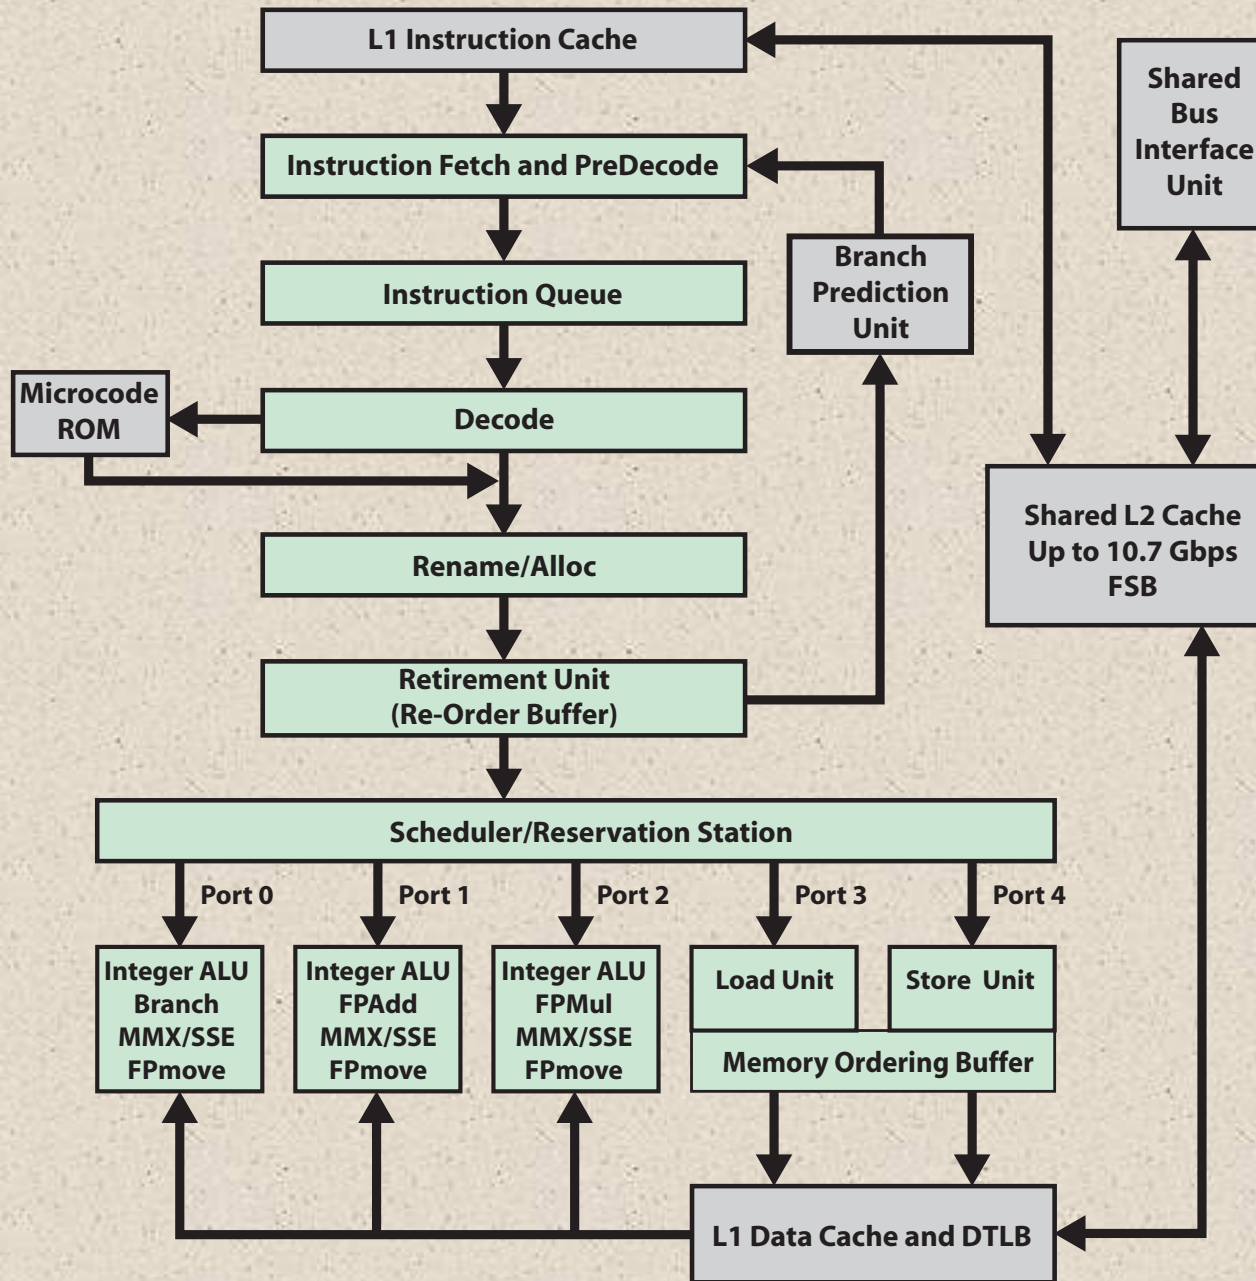 L1 Instruction Cache
Shared
Bus
Interface
Unit
Instruction Fetch and PreDecode
Branch
Prediction
Unit
Instruction Queue
Microcode
ROM
Decode
Shared L2 Cache
Up to 10.7 Gbps
FSB
Rename/Alloc
Retirement Unit
(Re-Order Buffer)
Scheduler/Reservation Station
Port 0
Port 1
Port 2
Port 3
Port 4
Integer ALU
Branch
MMX/SSE
FPmove
Integer ALU
FPAdd
MMX/SSE
FPmove
Integer ALU
FPMul
MMX/SSE
FPmove
Load Unit
Store Unit
Memory Ordering Buffer
L1 Data Cache and DTLB